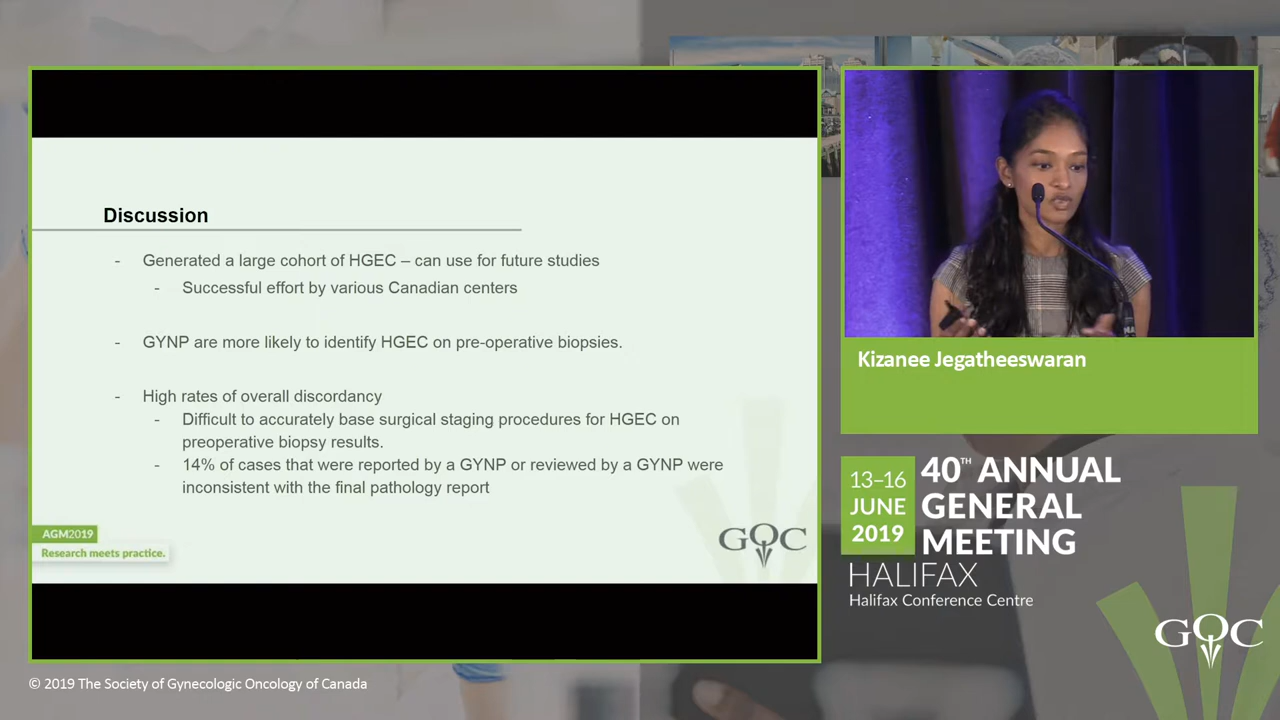 Discussion
- Generated a large cohort of HGEC – can use for future studies
- Successful effort by various Canadian centers
- GYNP are more likely to identify HGEC on pre-operative biopsies.
- High rates of overall discordancy
- Difficult to accurately base surgical staging procedures for HGEC on
preoperative biopsy results.
- 14% of cases that were reported by a GYNP or reviewed by a GYNP were
inconsistent with the final pathology report
AGM2019
Research meets practice.
GOC
Kizanee Jegatheeswaran
13–16
JUNE
2019
40TH ANNUAL
GENERAL
MEETING
HALIFAX
Halifax Conference Centre
GOC
© 2019 The Society of Gynecologic Oncology of Canada